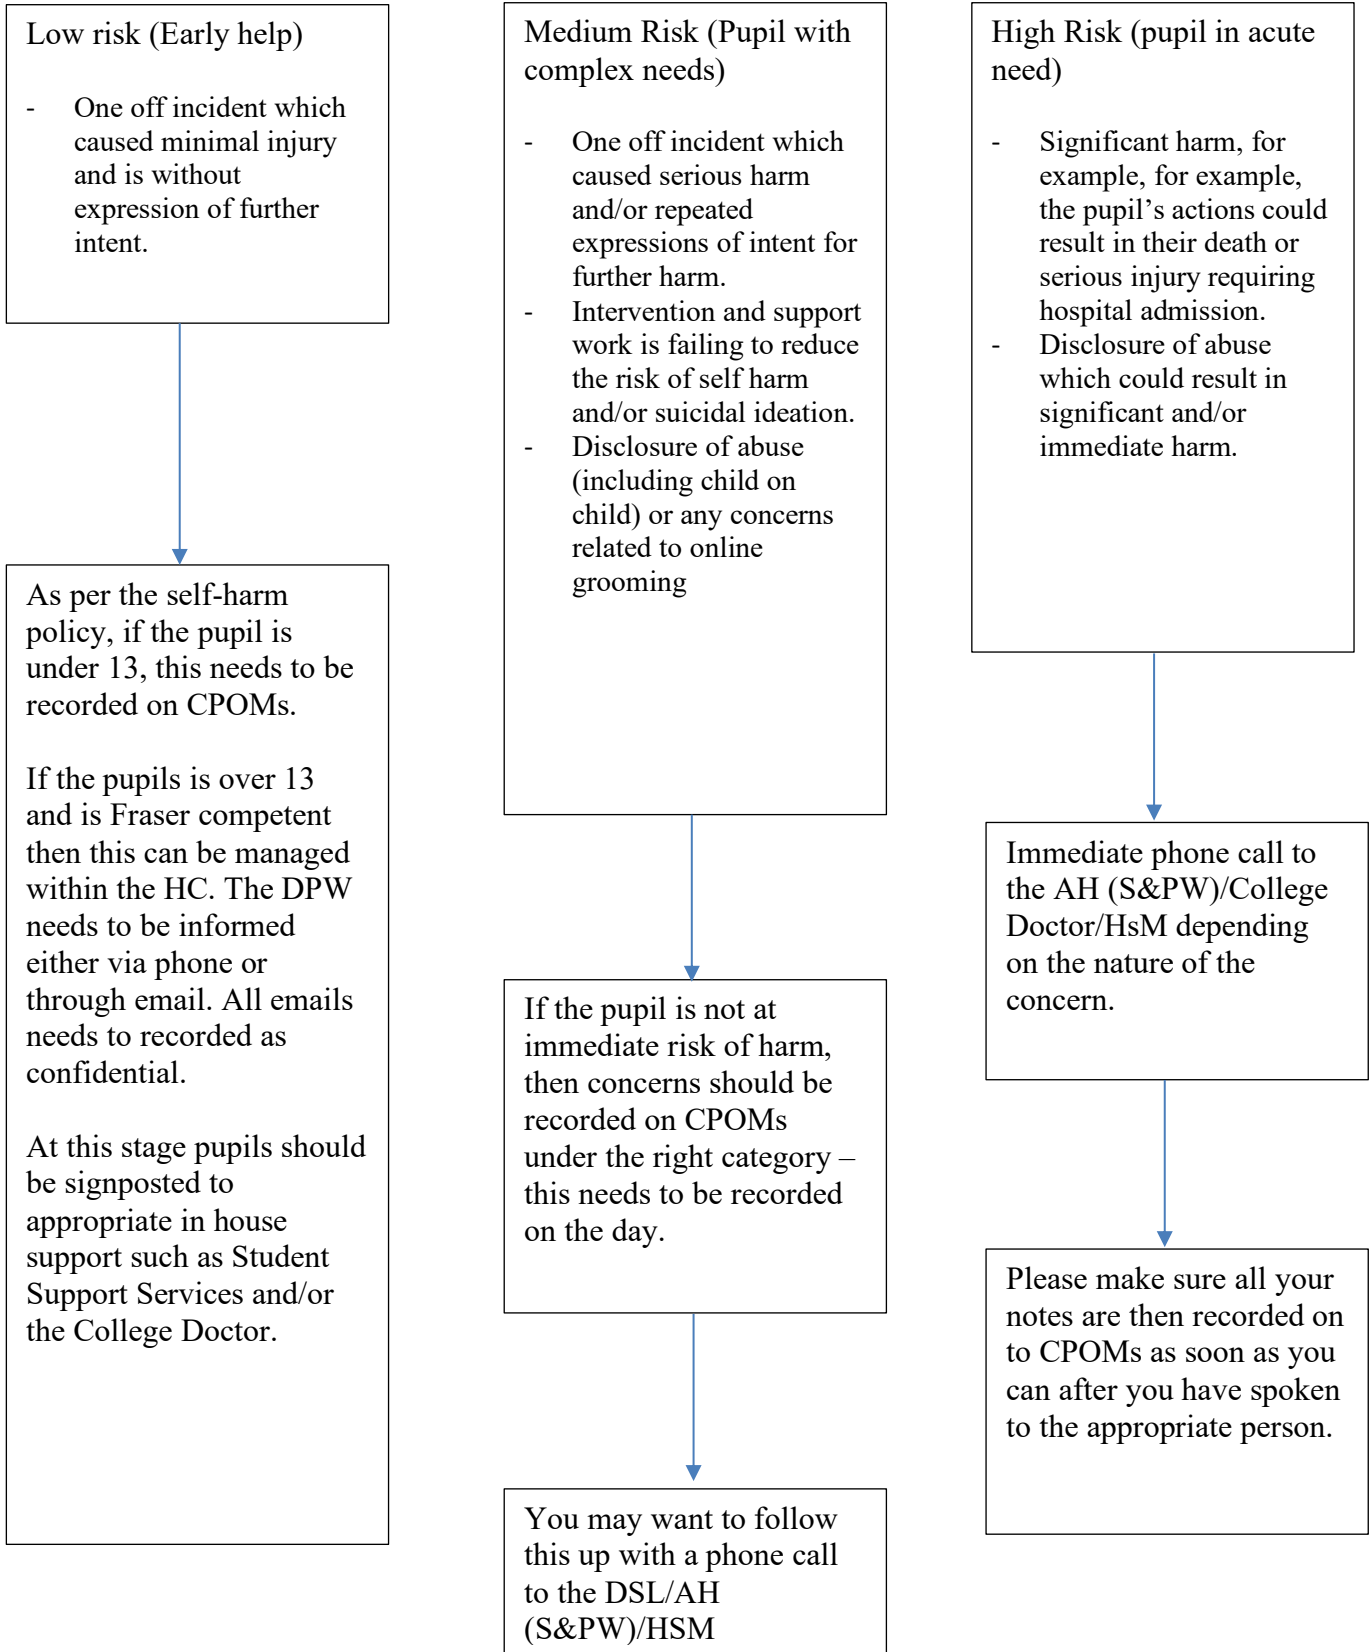 Low risk (Early help)
- One off incident which
caused minimal injury
and is without
expression of further
intent.
As per the self-harm
policy, if the pupil is
under 13, this needs to be
recorded on CPOMs.
If the pupils is over 13
and is Fraser competent
then this can be managed
within the HC. The DPW
needs to be informed
either via phone or
through email. All emails
needs to recorded as
confidential.
At this stage pupils should
be signposted to
appropriate in house
support such as Student
Support Services and/or
the College Doctor.
Medium Risk (Pupil with
complex needs)
- One off incident which
caused serious harm
and/or repeated
expressions of intent for
further harm.
- Intervention and support
work is failing to reduce
the risk of self harm
and/or suicidal ideation.
- Disclosure of abuse
(including child on
child) or any concerns
related to online
grooming
If the pupil is not at
immediate risk of harm,
then concerns should be
recorded on CPOMs
under the right category –
this needs to be recorded
on the day.
You may want to follow
this up with a phone call
to the DSL/AH
(S&PW)/HSM
High Risk (pupil in acute
need)
- Significant harm, for
example, for example,
the pupil’s actions could
result in their death or
serious injury requiring
hospital admission.
- Disclosure of abuse
which could result in
significant and/or
immediate harm.
Immediate phone call to
the AH (S&PW)/College
Doctor/HsM depending
on the nature of the
concern.
Please make sure all your
notes are then recorded on
to CPOMs as soon as you
can after you have spoken
to the appropriate person.